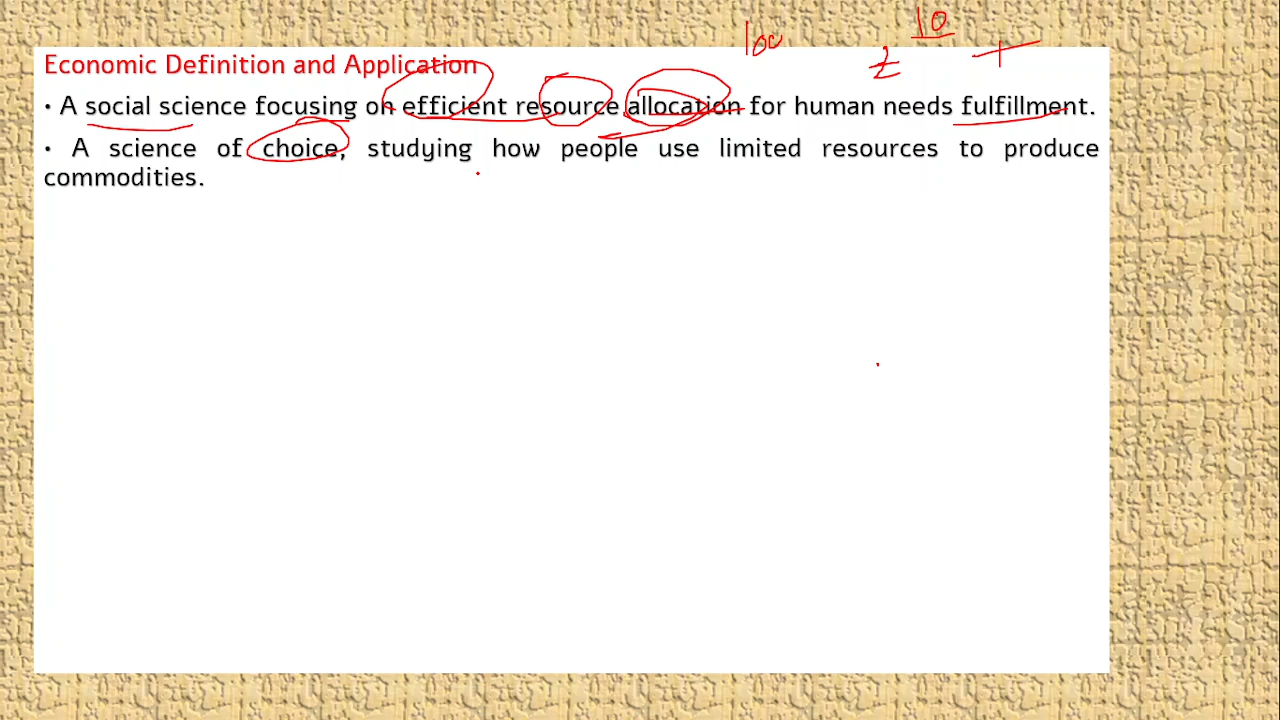 10
Economic Definition and Application
• A social science focusing on efficient resource allocation for human needs fulfillment.
• A science of choice, studying how people use limited resources to produce
commodities.